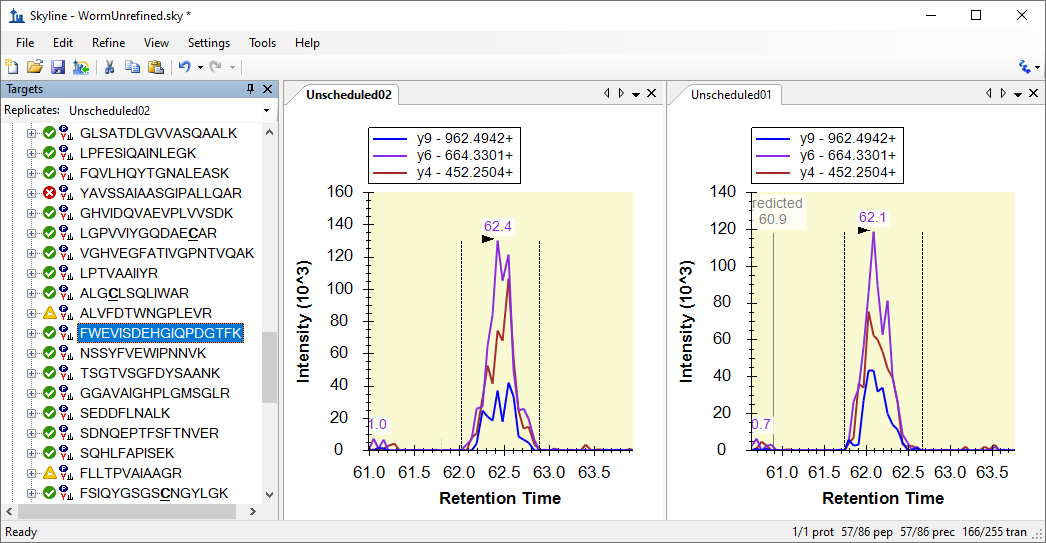 Skyline - WormUnrefined.sky *
File Edit Refine View Settings Tools Help
Targets
Replicates: Unscheduled02
GLSATDLGVVASQAALK
LPFESIQAINLEGK
FQVLHQYTGNALEASK
YAVSSAIAASGIPALLQAR
GHVIDQVAEVPLVVSDK
LGPVVIYGQDAECAR
VGHVEGFATIVGPNTVQAK
LPTVAAIIYR
ALGCLSQLIWAR
ALVFDTWNGPLEVR
FWEVISDEHGIQPDGTFK
NSSYFVEWIPNNVK
TSGTVSGFDYSAANK
GGAVAIGHPLGMSGLR
SEDDFLNALK
SDNQEPTFSFTNVER
SQHLFAPISEK
FLLTPVAIAAGR
FSIQYGSGSCNGYLGK
Unscheduled02
y9 - 962.4942+
y6 - 664.3301+
y4 - 452.2504+
160
140
120
100
80
60
40
20
0
Intensity (10^3)
62.4
1.0
61.0 61.5 62.0 62.5 63.0 63.5
Retention Time
Unscheduled01
y9 - 962.4942+
y6 - 664.3301+
y4 - 452.2504+
140
120
100
80
60
40
20
0
Intensity (10^3)
redicted
60.9
62.1
0.7
61.0 61.5 62.0 62.5 63.0 63.5
Retention Time
Ready
1/1 prot 57/86 pep 57/86 prec 166/255 tran